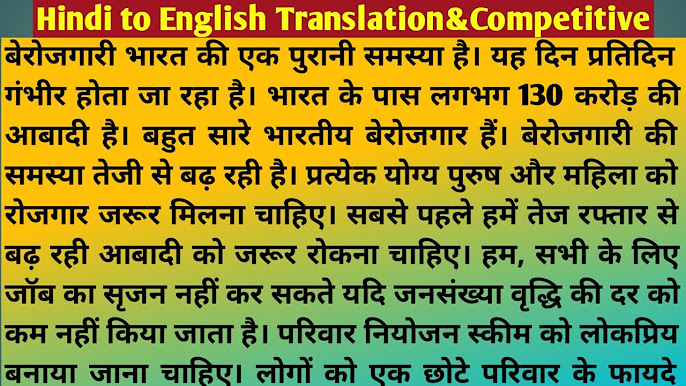 Hindi to English Translation&Competitive
बेरोजगारी भारत की एक पुरानी समस्या है। यह दिन प्रतिदिन
गंभीर होता जा रहा है। भारत के पास लगभग 130 करोड़ की
आबादी है। बहुत सारे भारतीय बेरोजगार हैं। बेरोजगारी की
समस्या तेजी से बढ़ रही है। प्रत्येक योग्य पुरुष और महिला को
रोजगार जरूर मिलना चाहिए। सबसे पहले हमें तेज रफ्तार से
बढ़ रही आबादी को जरूर रोकना चाहिए। हम, सभी के लिए
जॉब का सृजन नहीं कर सकते यदि जनसंख्या वृद्धि की दर को
कम नहीं किया जाता है। परिवार नियोजन स्कीम को लोकप्रिय
बनाया जाना चाहिए। लोगों को एक छोटे परिवार के फायदे